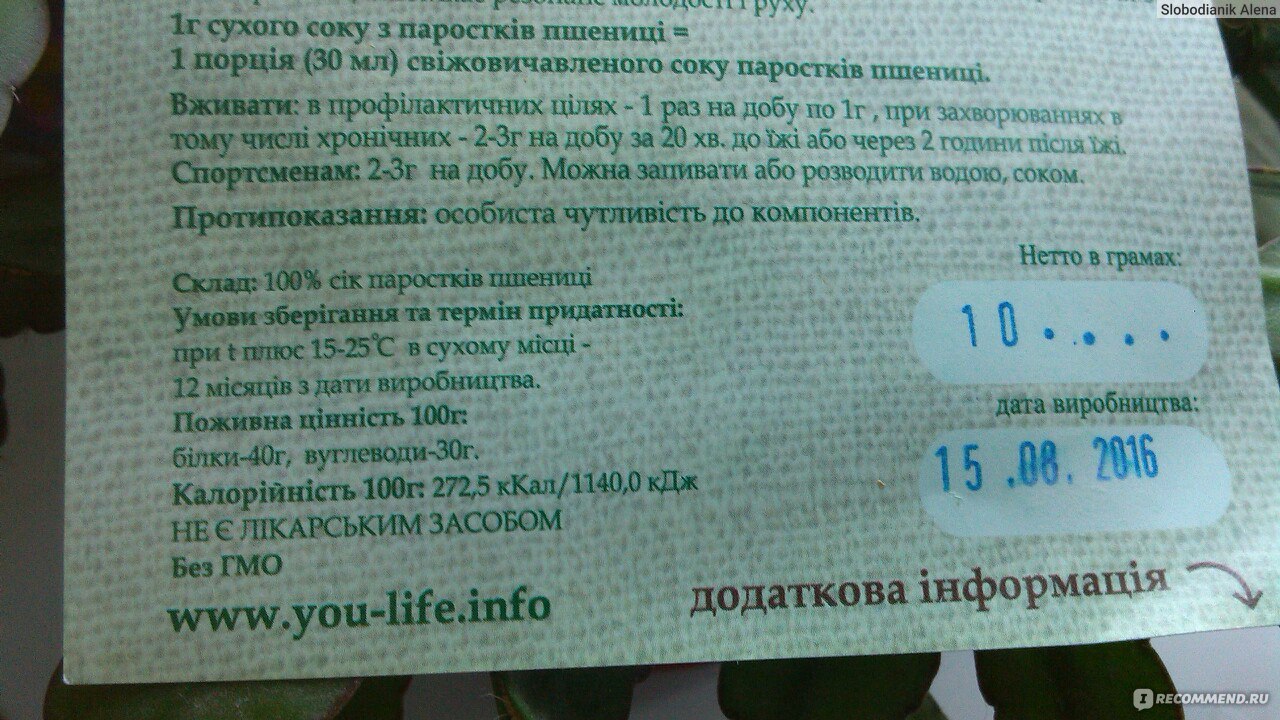 Slobodianik Alena
молодості і руху.
1г сухого соку з паростків пшениці =
1 порція (30 мл) свіжовичавленого соку паростків пшениці.
Вживати: в профілактичних цілях - 1 раз на добу по 1г , при захворюваннях в
тому числі хронічних - 2-3г на добу за 20 хв. до їжі або через 2 години після їжі.
Спортсменам: 2-3г на добу. Можна запивати або розводити водою, соком.
Протипоказання: особиста чутливість до компонентів.
Нетто в грамах:
10 . . . .
Склад: 100% сік паростків пшениці
Умови зберігання та термін придатності:
при t плюс 15-25℃ в сухому місці -
12 місяців з дати виробництва.
дата виробництва:
15 .08. 2016
Поживна цінність 100г:
білки-40г, вуглеводи-30г.
Калорійність 100г: 272,5 кКал/1140,0 кДж
НЕ Є ЛІКАРСЬКИМ ЗАСОБОМ
Без ГМО
www.you-life.info
додаткова інформація
IRECOMMEND.RU